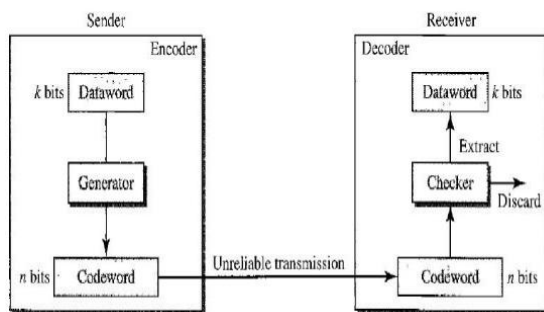 Sender
Receiver
Encoder
Decoder
k bits
Dataword
Dataword
k bits
Extract
Generator
Checker
Discard
Unreliable transmission
n bits
Codeword
Codeword
n bits